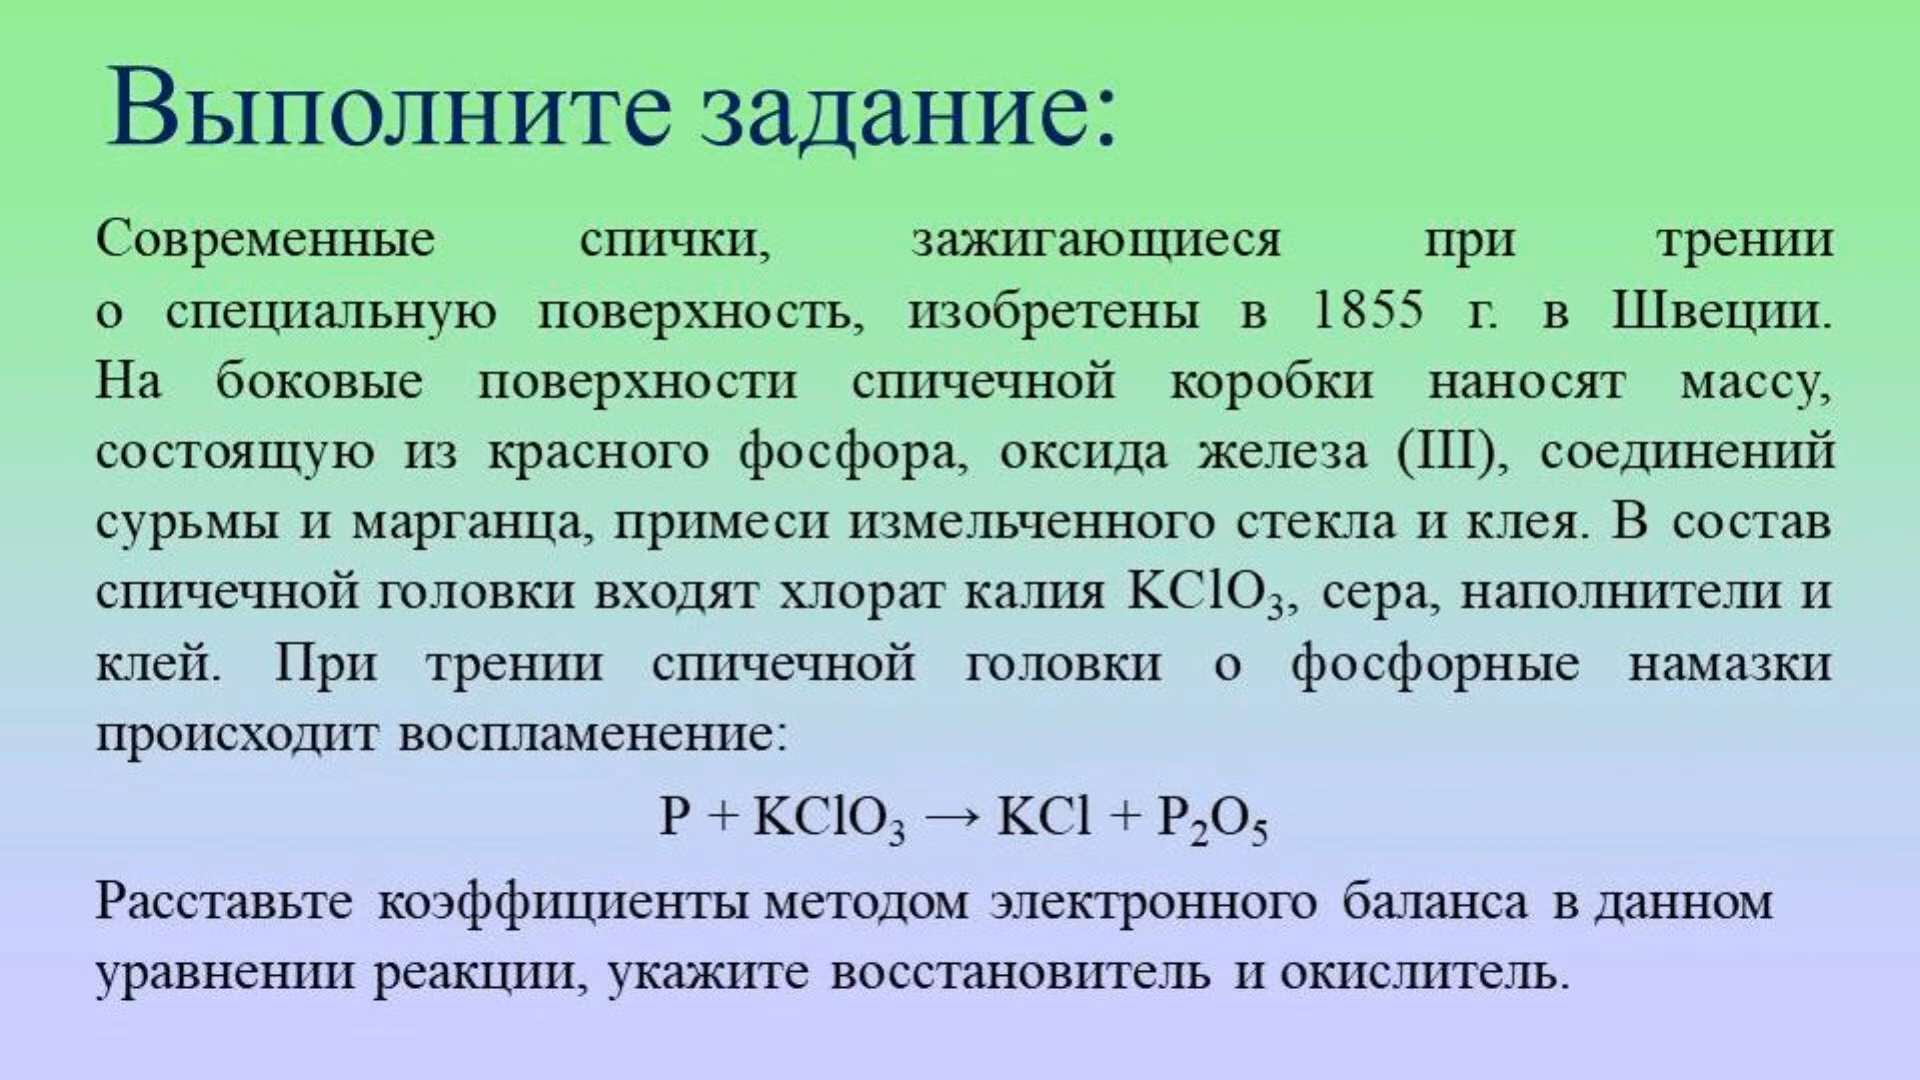 Выполните задание:
Современные спички, зажигающиеся при трении
о специальную поверхность, изобретены в 1855 г. в Швеции.
На боковые поверхности спичечной коробки наносят массу,
состоящую из красного фосфора, оксида железа (III), соединений
сурьмы и марганца, примеси измельченного стекла и клея. В состав
спичечной головки входят хлорат калия KClO₃, сера, наполнители и
клей. При трении спичечной головки о фосфорные намазки
происходит воспламенение:
P + KClO₃ → KCl + P₂O₅
Расставьте коэффициенты методом электронного баланса в данном
уравнении реакции, укажите восстановитель и окислитель.